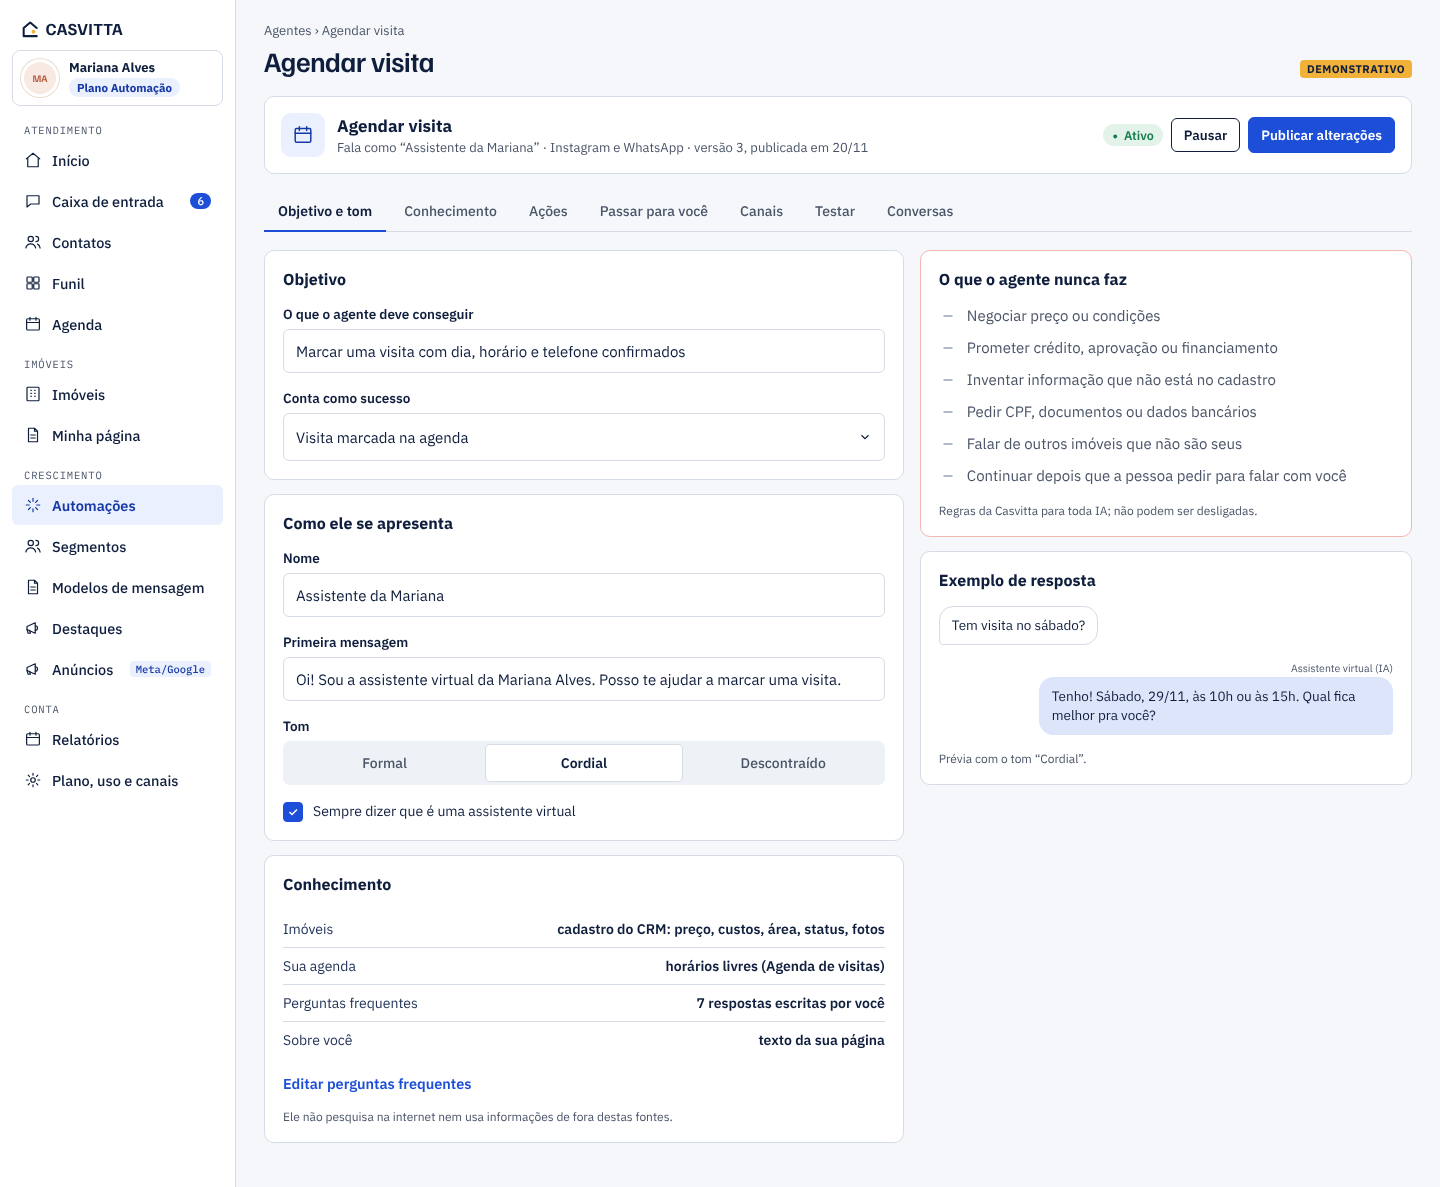 CASVITTA
MA
Mariana Alves
Plano Automação
ATENDIMENTO
Início
Caixa de entrada 6
Contatos
Funil
Agenda
IMÓVEIS
Imóveis
Minha página
CRESCIMENTO
Automações
Segmentos
Modelos de mensagem
Destaques
Anúncios Meta/Google
CONTA
Relatórios
Plano, uso e canais
Agentes › Agendar visita
Agendar visita
DEMONSTRATIVO
Agendar visita
Fala como “Assistente da Mariana” · Instagram e WhatsApp · versão 3, publicada em 20/11
• Ativo
Pausar
Publicar alterações
Objetivo e tom Conhecimento Ações Passar para você Canais Testar Conversas
Objetivo
O que o agente deve conseguir
Marcar uma visita com dia, horário e telefone confirmados
Conta como sucesso
Visita marcada na agenda
Como ele se apresenta
Nome
Assistente da Mariana
Primeira mensagem
Oi! Sou a assistente virtual da Mariana Alves. Posso te ajudar a marcar uma visita.
Tom
Formal Cordial Descontraído
Sempre dizer que é uma assistente virtual
Conhecimento
Imóveis cadastro do CRM: preço, custos, área, status, fotos
Sua agenda horários livres (Agenda de visitas)
Perguntas frequentes 7 respostas escritas por você
Sobre você texto da sua página
Editar perguntas frequentes
Ele não pesquisa na internet nem usa informações de fora destas fontes.
O que o agente nunca faz
— Negociar preço ou condições
— Prometer crédito, aprovação ou financiamento
— Inventar informação que não está no cadastro
— Pedir CPF, documentos ou dados bancários
— Falar de outros imóveis que não são seus
— Continuar depois que a pessoa pedir para falar com você
Regras da Casvitta para toda IA; não podem ser desligadas.
Exemplo de resposta
Tem visita no sábado?
Assistente virtual (IA)
Tenho! Sábado, 29/11, às 10h ou às 15h. Qual fica
melhor pra você?
Prévia com o tom “Cordial”.